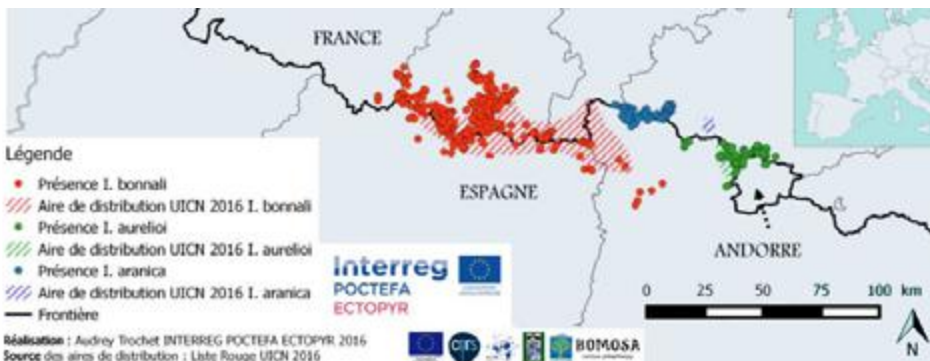 FRANCE
ESPAGNE
ANDORRE
Légende
Présence I. bonnali
Aire de distribution UICN 2016 I. bonnali
Présence I. aurelioi
Aire de distribution UICN 2016 I. aurelioi
Présence I. aranica
Aire de distribution UICN 2016 I. aranica
Frontière
Interreg
POCTEFA
ECTOPYR
0 25 50 75 100 km
N
Réalisation : Audrey Trochet INTERREG POCTEFA ECTOPYR 2016
Source des aires de distribution : Liste Rouge UICN 2016
cnrs
BOMOSA